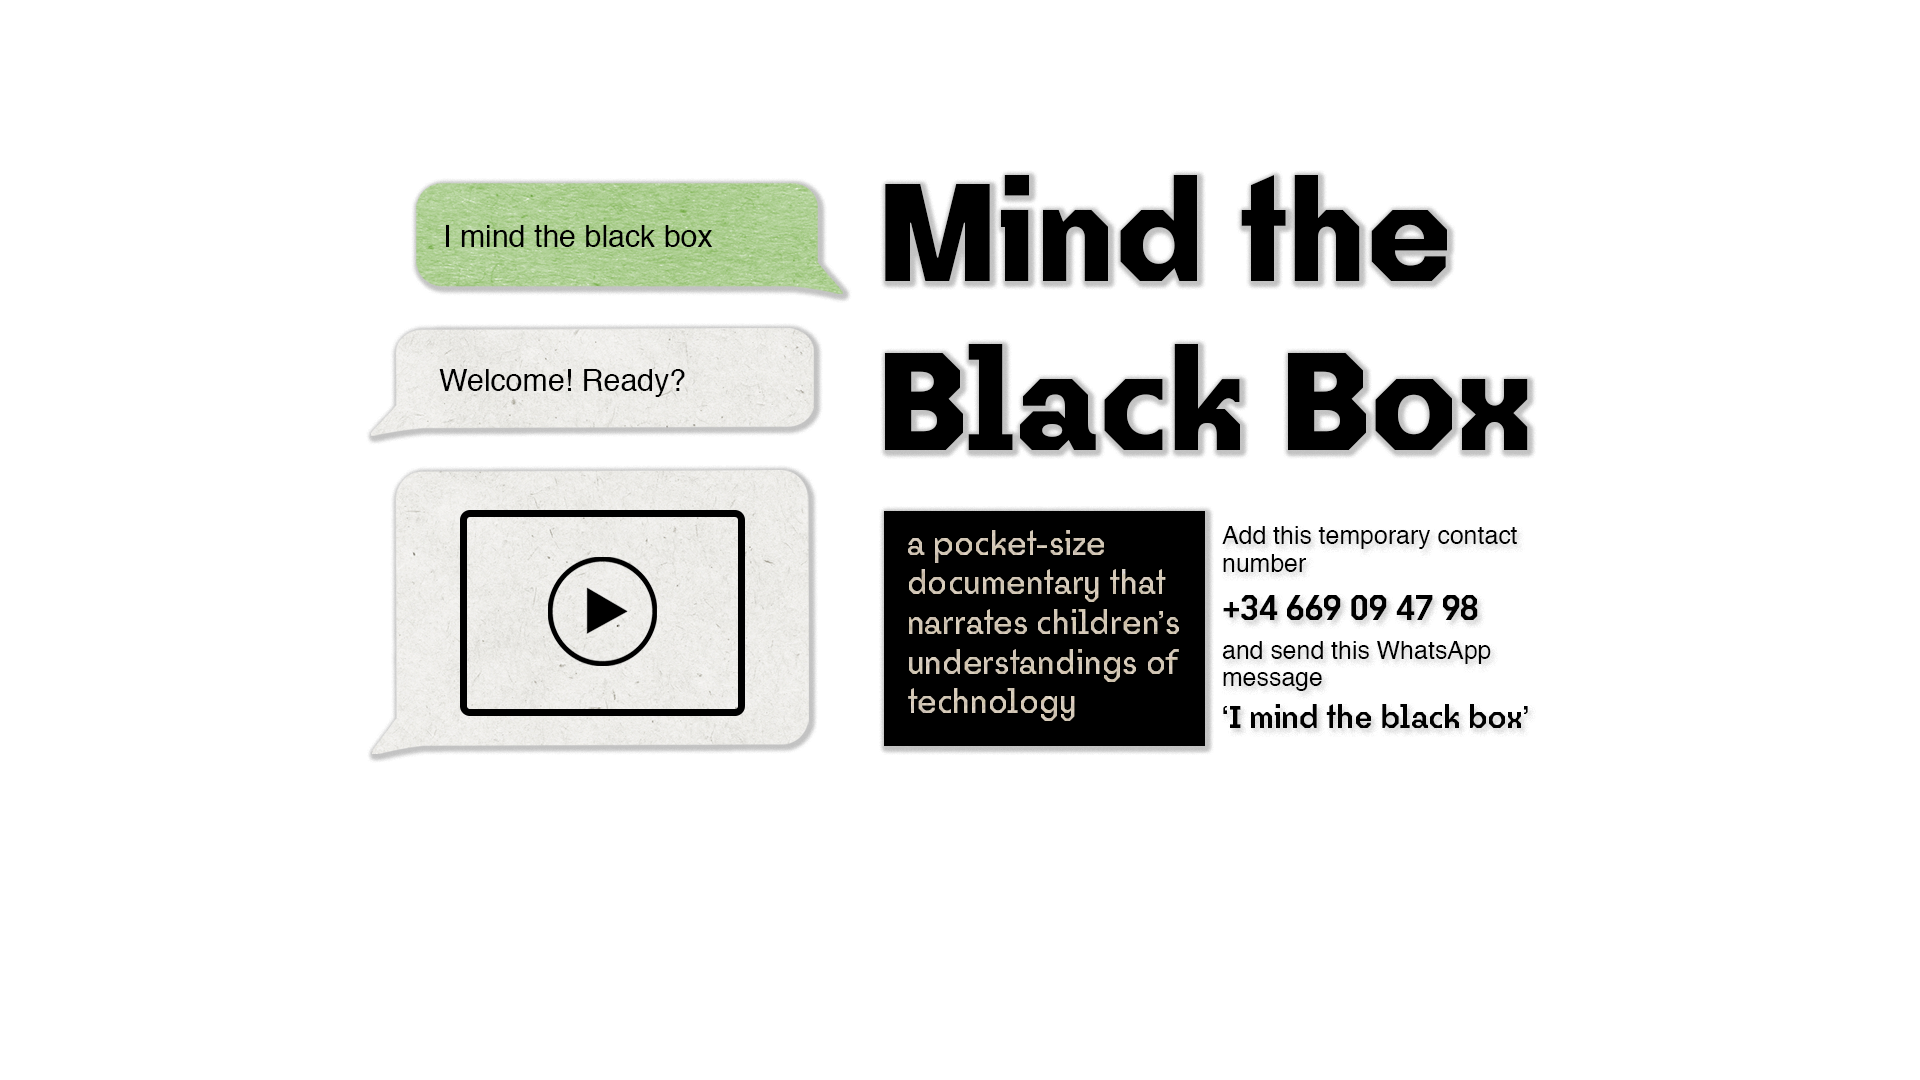 I mind the black box
Welcome! Ready?
Mind the
Black Box
a pocket-size
documentary that
narrates children’s
understandings of
technology
Add this temporary contact
number
+34 669 09 47 98
and send this WhatsApp
message
‘I mind the black box’